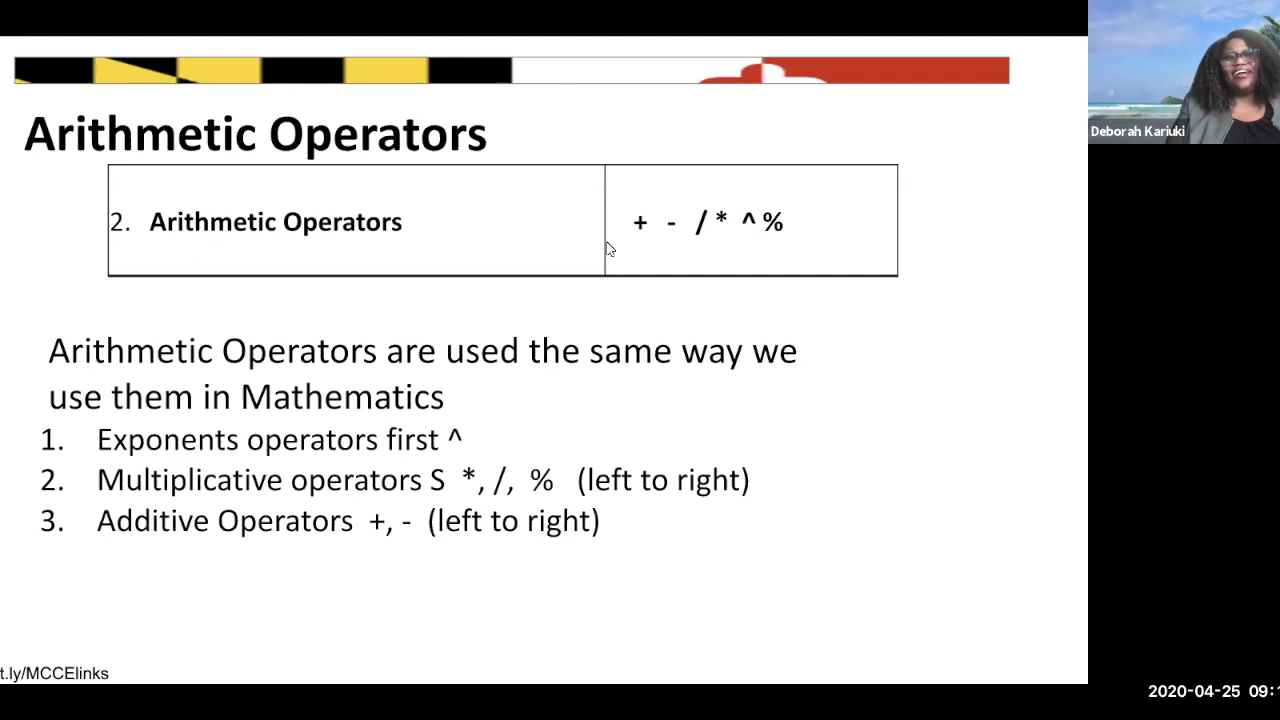 Arithmetic Operators
2. Arithmetic Operators + - / * ^ %
Arithmetic Operators are used the same way we
use them in Mathematics
1. Exponents operators first ^
2. Multiplicative operators S *, /, % (left to right)
3. Additive Operators +, - (left to right)
t.ly/MCCElinks
Deborah Kariuki
2020-04-25 09:1